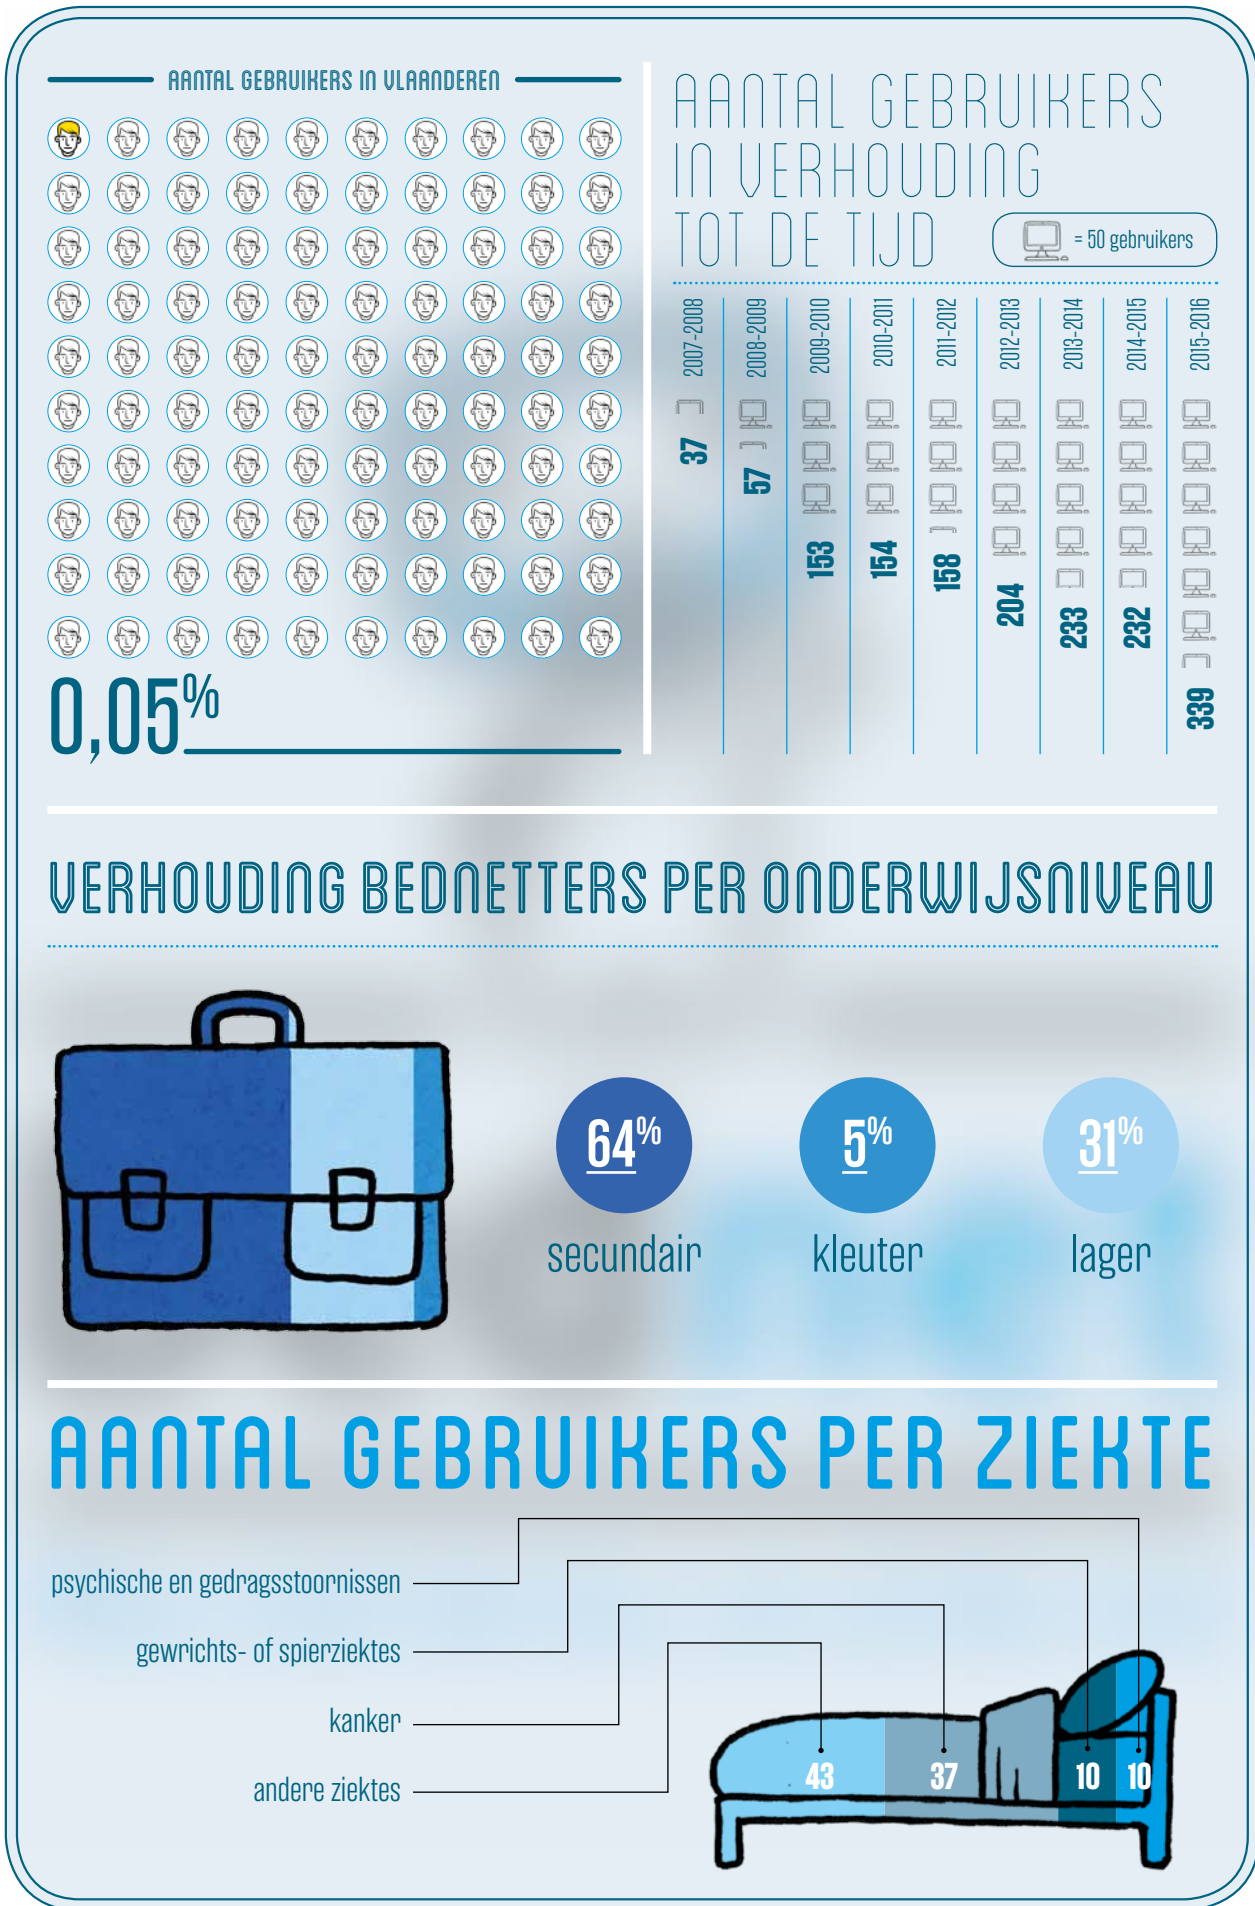 AANTAL GEBRUIKERS IN VLAANDEREN
0,05%
AANTAL GEBRUIKERS
IN VERHOUDING
TOT DE TIJD
= 50 gebruikers
2007-2008
2008-2009
2009-2010
2010-2011
2011-2012
2012-2013
2013-2014
2014-2015
2015-2016
37
57
153
154
158
204
233
232
339
VERHOUDING BEDNETTERS PER ONDERWIJSNIVEAU
64%
5%
31%
secundair
kleuter
lager
AANTAL GEBRUIKERS PER ZIEKTE
psychische en gedragsstoornissen
gewrichts- of spierziektes
kanker
andere ziektes
43
37
10
10